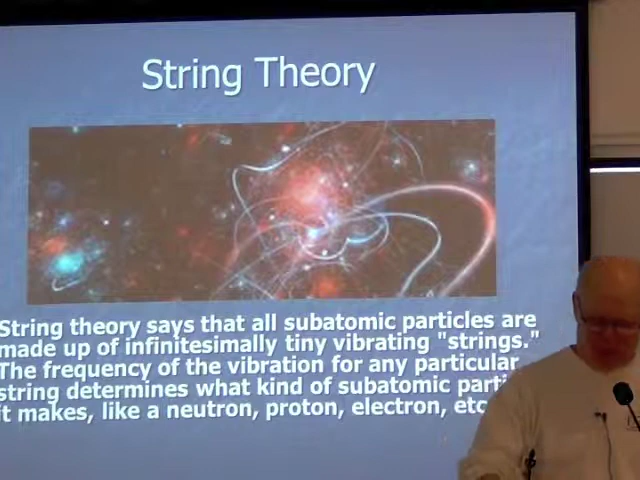 String Theory
String theory says that all subatomic particles are
made up of infinitesimally tiny vibrating "strings."
The frequency of the vibration for any particular
string determines what kind of subatomic parti
it makes, like a neutron, proton, electron, etc